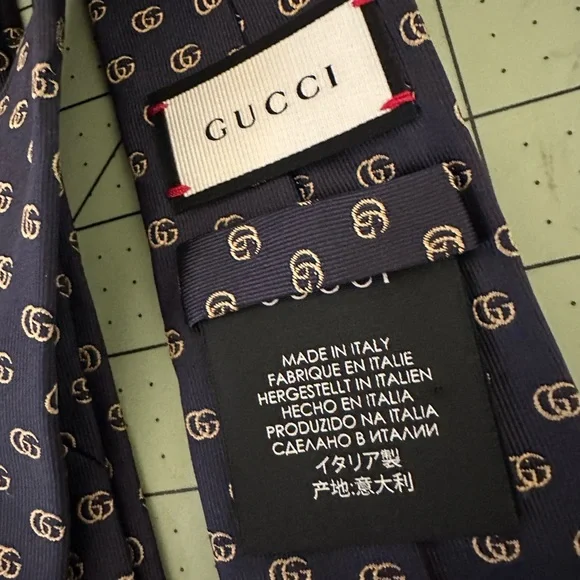 GUCCI
GUCCI
MADE IN ITALY
FABRIQUE EN ITALIE
HERGESTELLT IN ITALIEN
HECHO EN ITALIA
PRODUZIDO NA ITALIA
СДЕЛАНО В ИТАЛИИ
イタリア製
产地:意大利